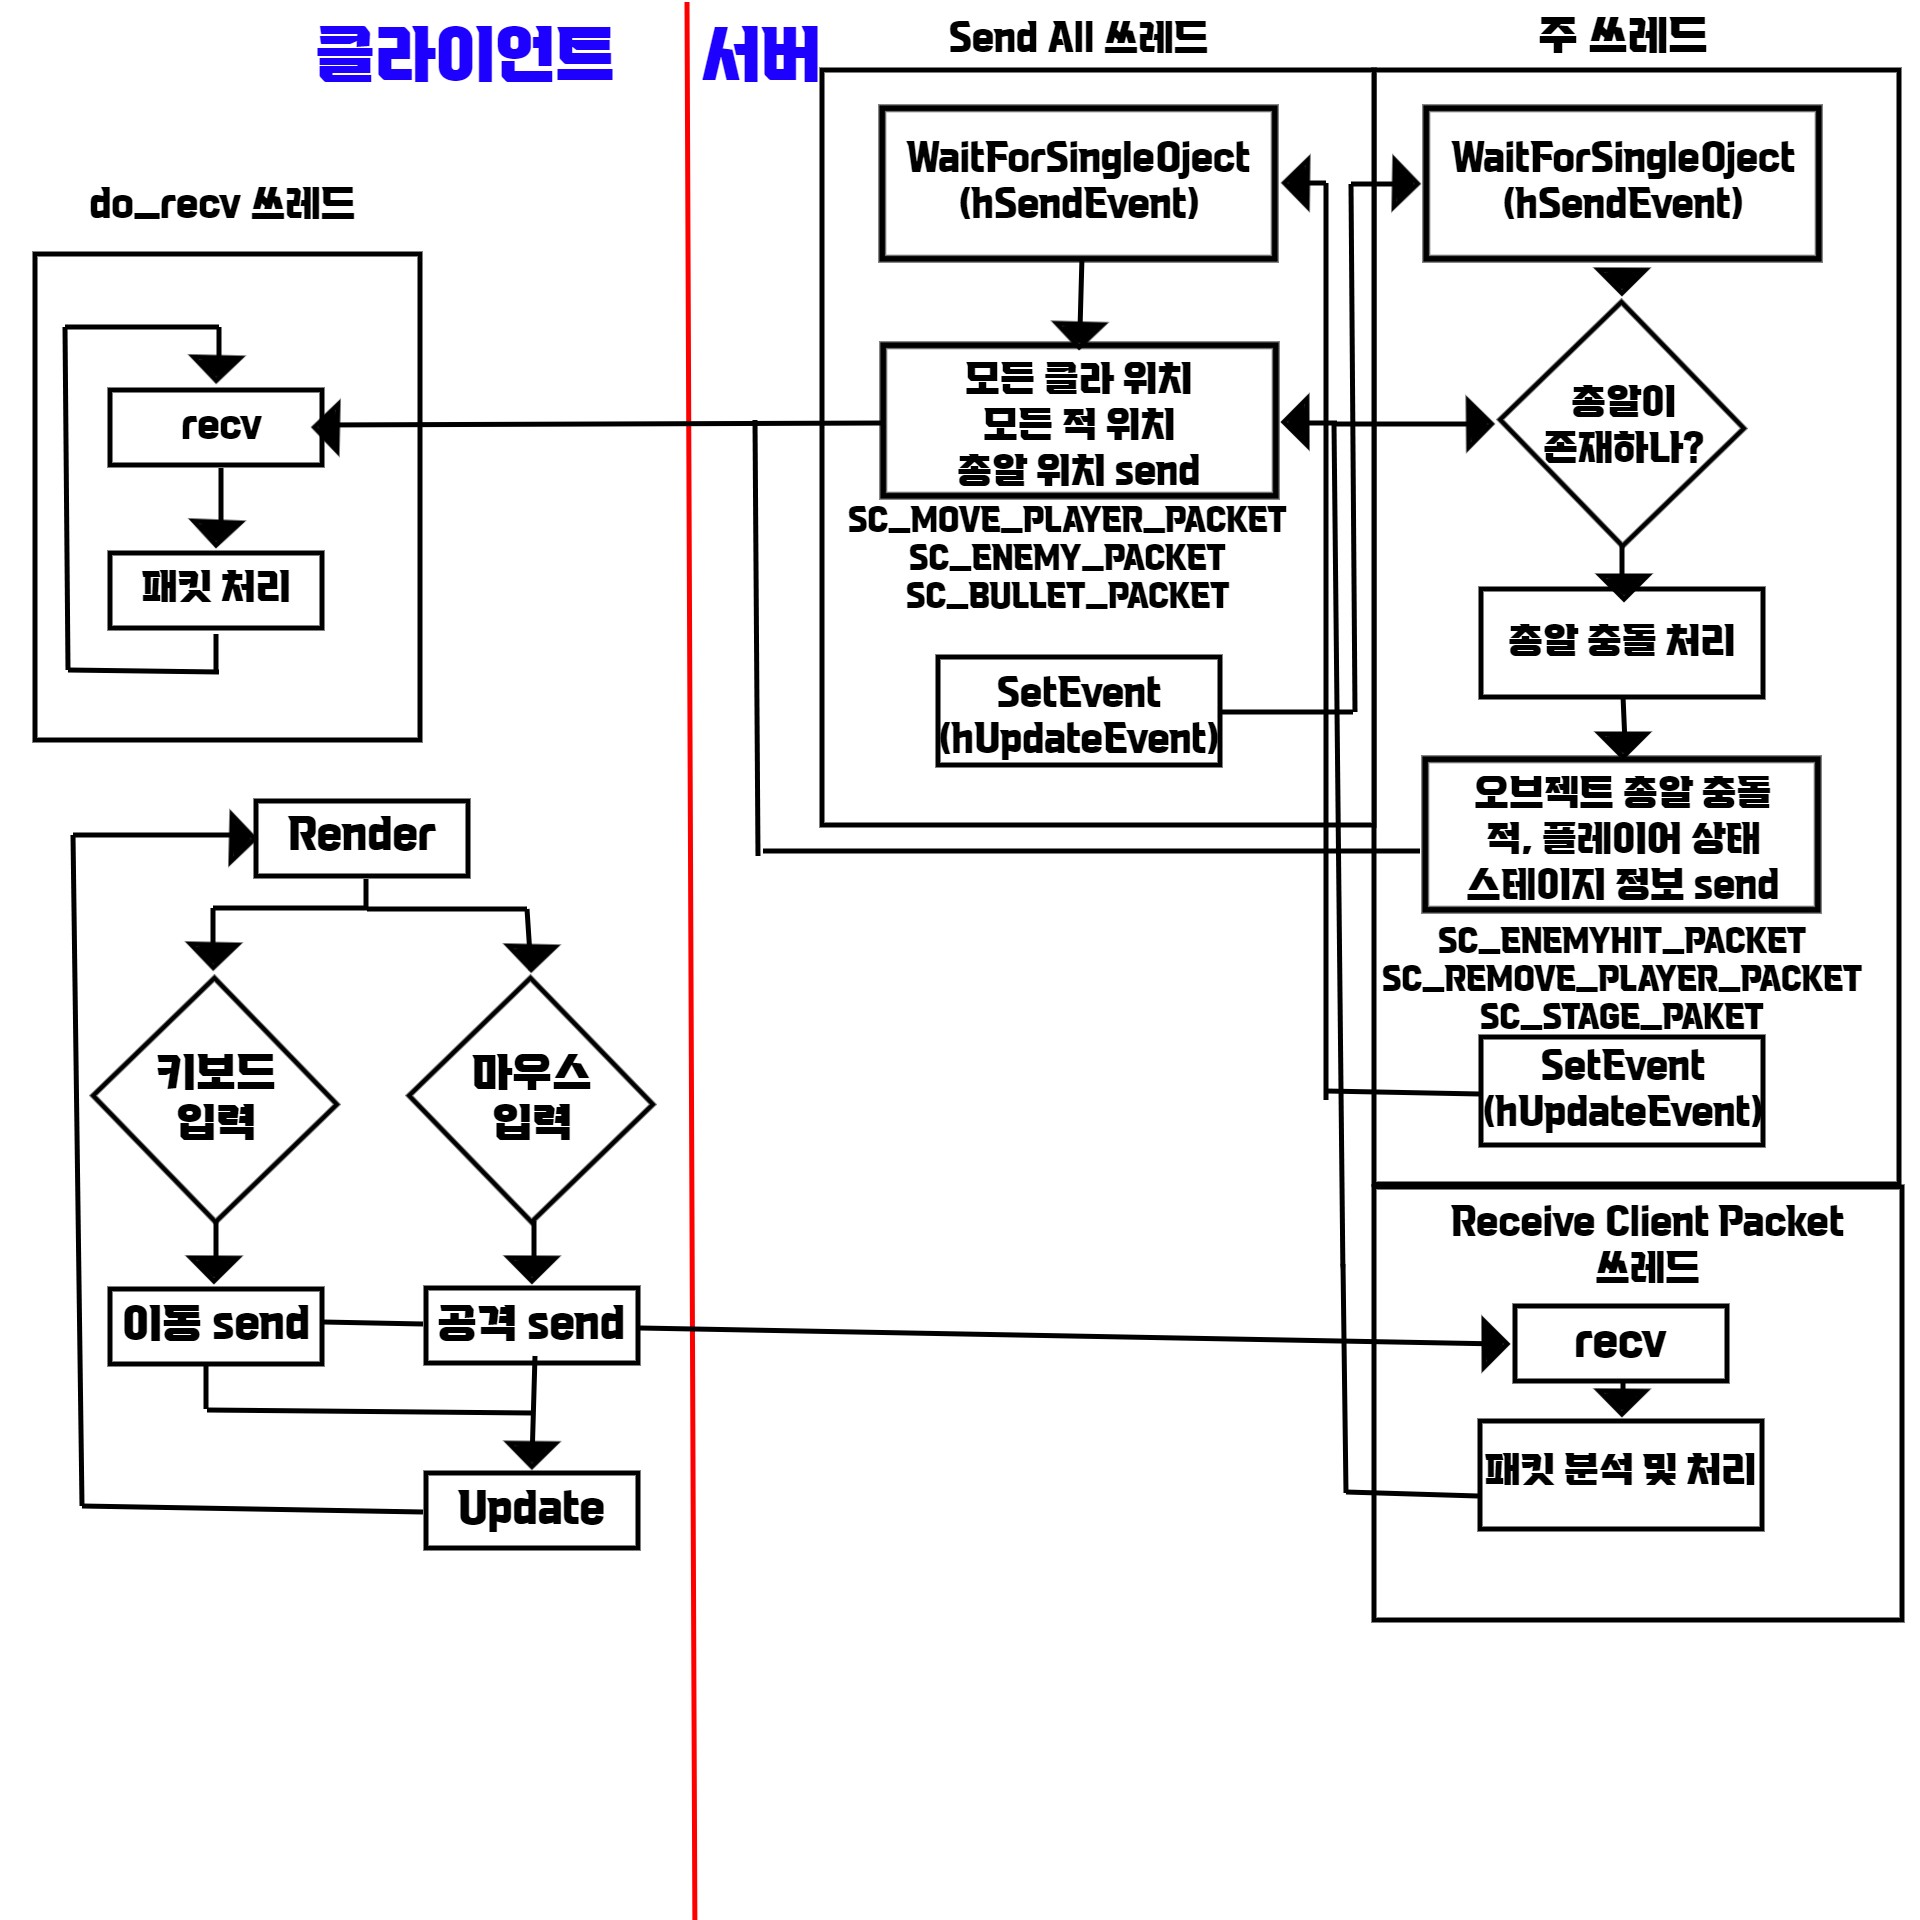 클라이언트
do_recv 쓰레드
recv
패킷 처리
Render
키보드
입력
마우스
입력
이동 send
공격 send
Update
서버
Send All 쓰레드
WaitForSingleOject
(hSendEvent)
모든 클라 위치
모든 적 위치
총알 위치 send
SC_MOVE_PLAYER_PACKET
SC_ENEMY_PACKET
SC_BULLET_PACKET
SetEvent
(hUpdateEvent)
주 쓰레드
WaitForSingleOject
(hSendEvent)
총알이
존재하나?
총알 충돌 처리
오브젝트 총알 충돌
적, 플레이어 상태
스테이지 정보 send
SC_ENEMYHIT_PACKET
SC_REMOVE_PLAYER_PACKET
SC_STAGE_PAKET
SetEvent
(hUpdateEvent)
Receive Client Packet
쓰레드
recv
패킷 분석 및 처리